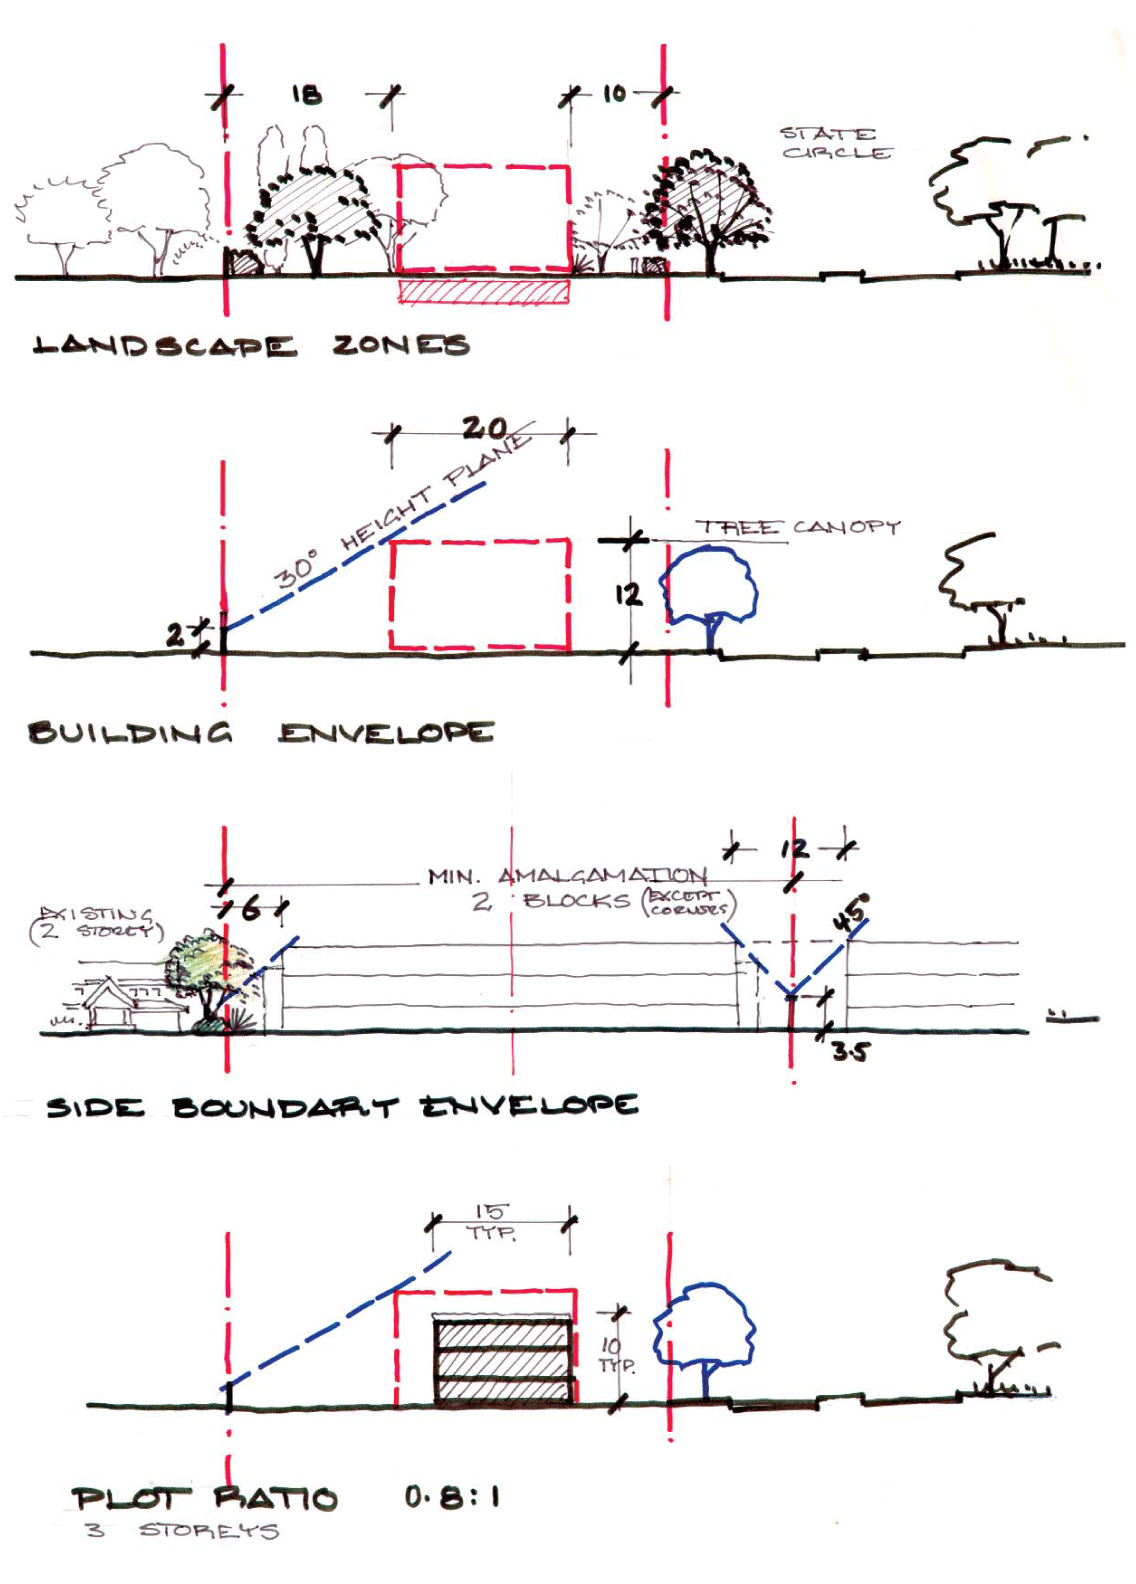 18
10
STATE
CIRCLE
LANDSCAPE ZONES
20
30° HEIGHT PLANE
TREE CANOPY
12
2
BUILDING ENVELOPE
12
MIN. AMALGAMATION
2 BLOCKS (EXCEPT CORNERS)
6
EXISTING
(2 STOREY)
45°
3.5
SIDE BOUNDARY ENVELOPE
15
TYP.
10
TYP.
PLOT RATIO 0.8:1
3 STOREYS